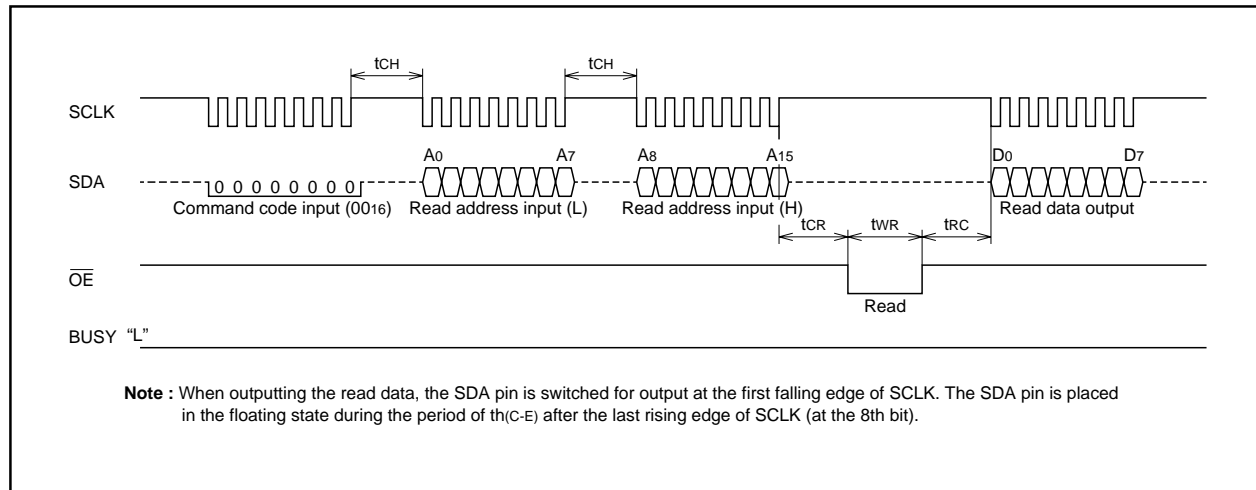 tCH tCH
SCLK
A0 A7 A8 A15 D0 D7
SDA 0 0 0 0 0 0 0 0
Command code input (0016) Read address input (L) Read address input (H) Read data output
tCR tWR tRC
OE
Read
BUSY “L”
Note : When outputting the read data, the SDA pin is switched for output at the first falling edge of SCLK. The SDA pin is placed
in the floating state during the period of th(C-E) after the last rising edge of SCLK (at the 8th bit).